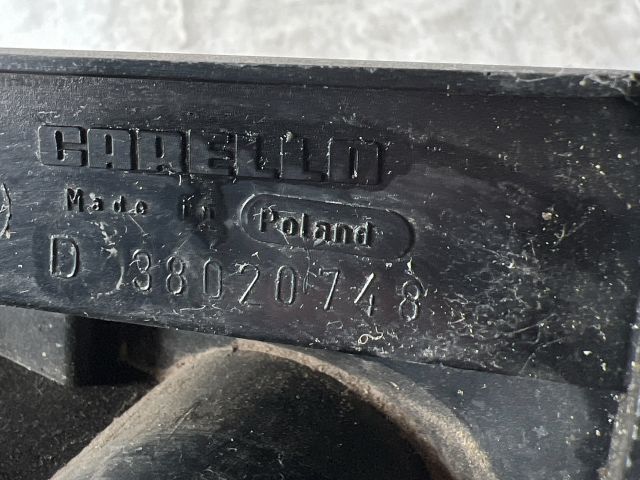 CARELLO
Made in Poland
D 38020748